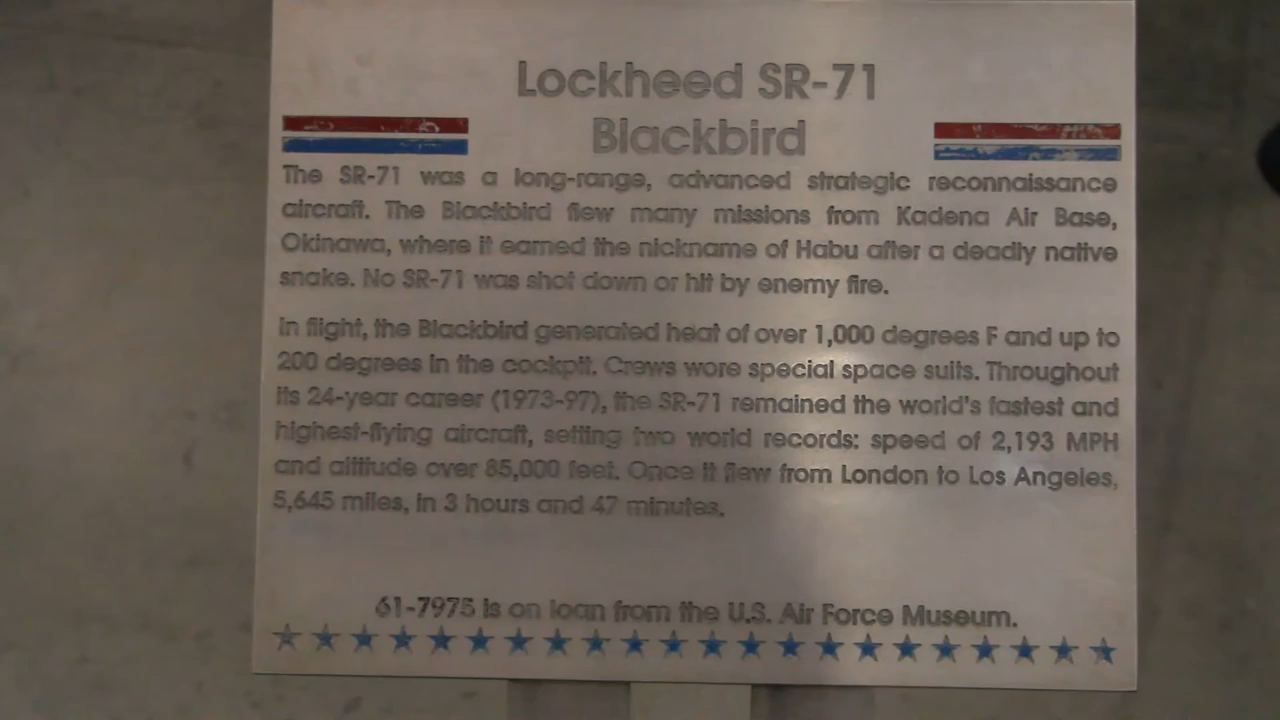 Lockheed SR-71
Blackbird
The SR-71 was a long-range, advanced strategic reconnaissance
aircraft. The Blackbird flew many missions from Kadena Air Base,
Okinawa, where it earned the nickname of Habu after a deadly native
snake. No SR-71 was shot down or hit by enemy fire.
In flight, the Blackbird generated heat of over 1,000 degrees F and up to
200 degrees in the cockpit. Crews wore special space suits. Throughout
its 24-year career (1973-97), the SR-71 remained the world's fastest and
highest-flying aircraft, setting two world records: speed of 2,193 MPH
and altitude over 85,000 feet. Once it flew from London to Los Angeles,
5,645 miles, in 3 hours and 47 minutes.
61-7975 is on loan from the U.S. Air Force Museum.